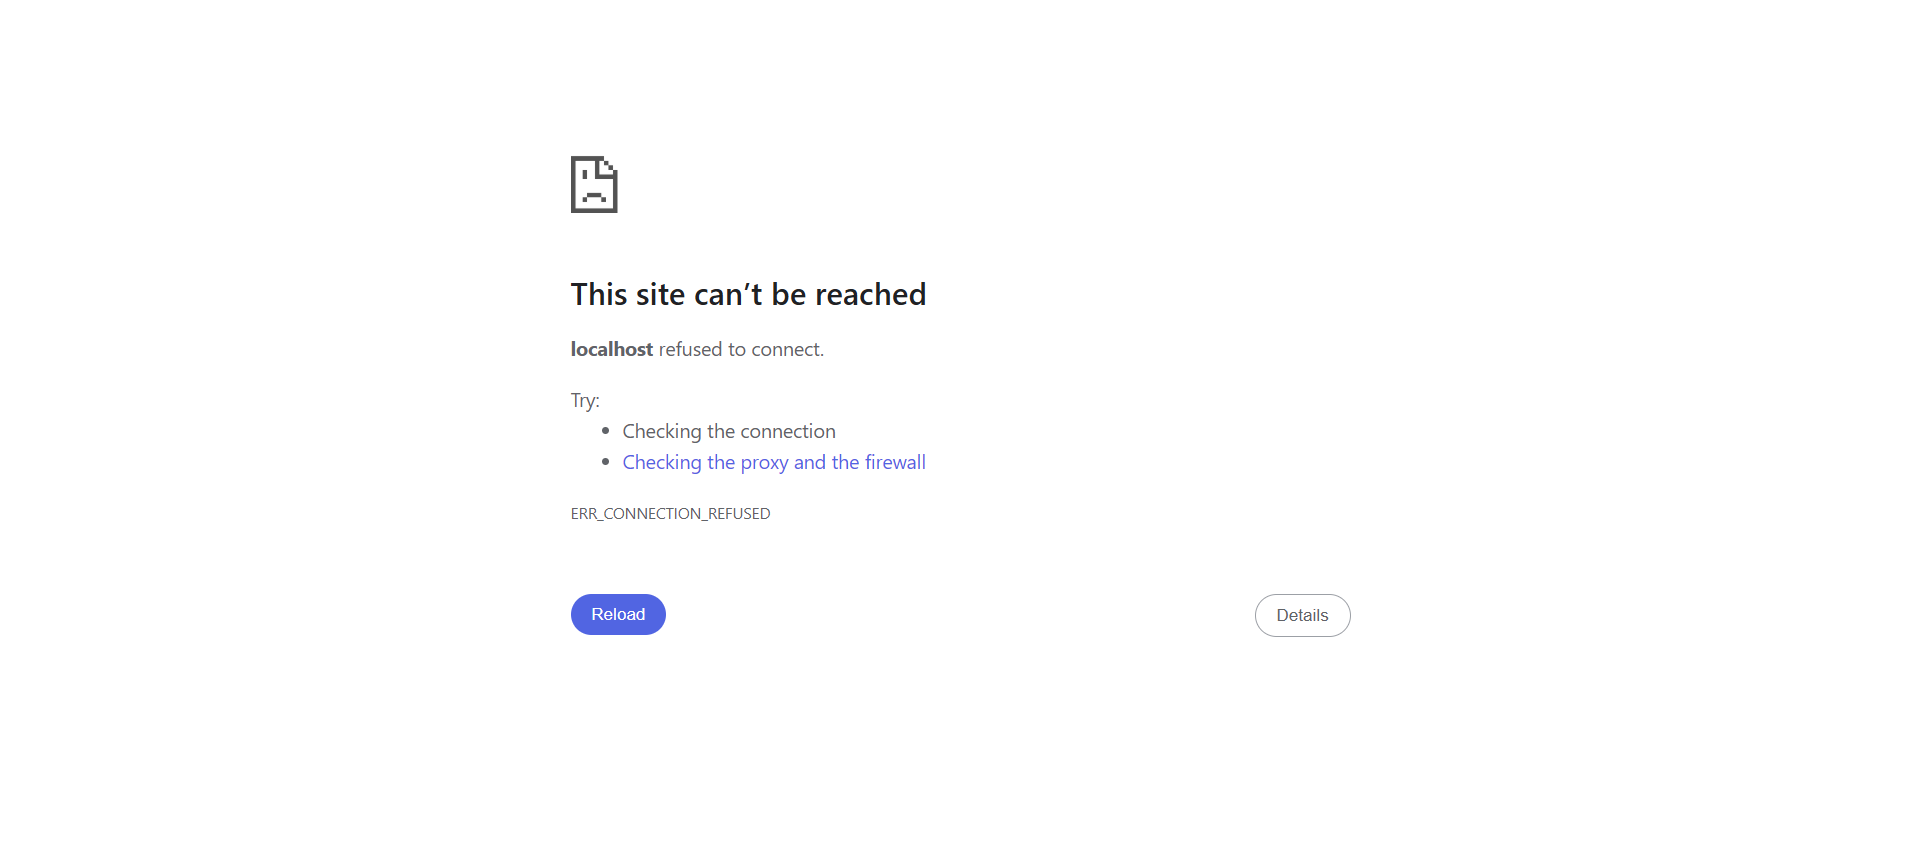 This site can’t be reached
localhost refused to connect.
Try:
Checking the connection
Checking the proxy and the firewall
ERR_CONNECTION_REFUSED
Reload
Details